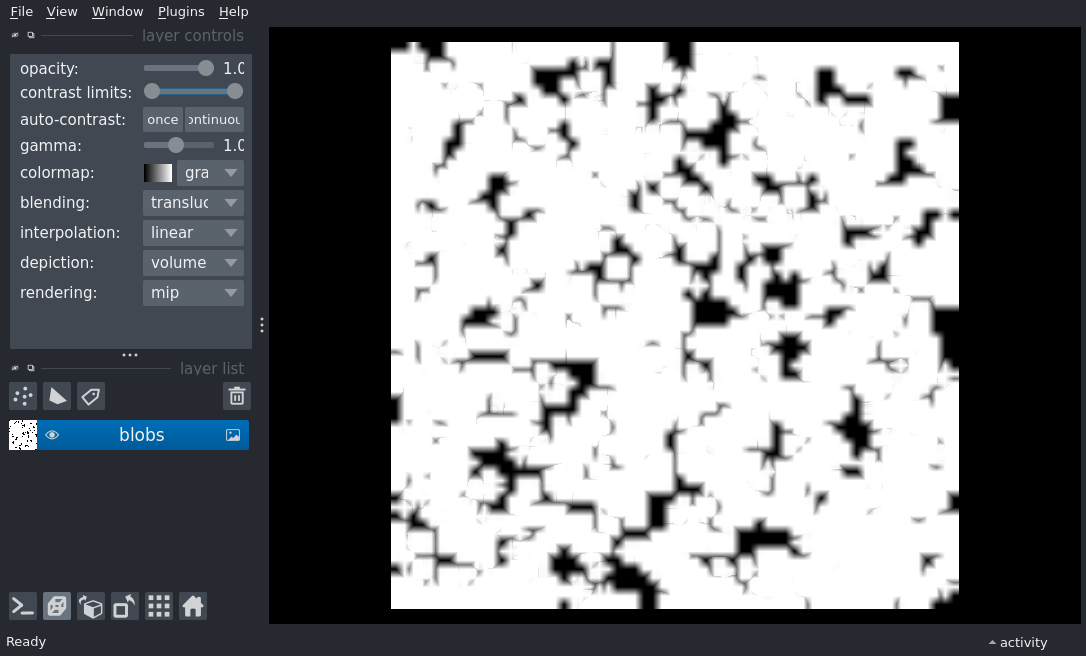 File View Window Plugins Help
layer controls
opacity: 1.0
contrast limits:
auto-contrast: once ontinuou
gamma: 1.0
colormap: gra
blending: transluc
interpolation: linear
depiction: volume
rendering: mip
layer list
blobs
Ready
activity